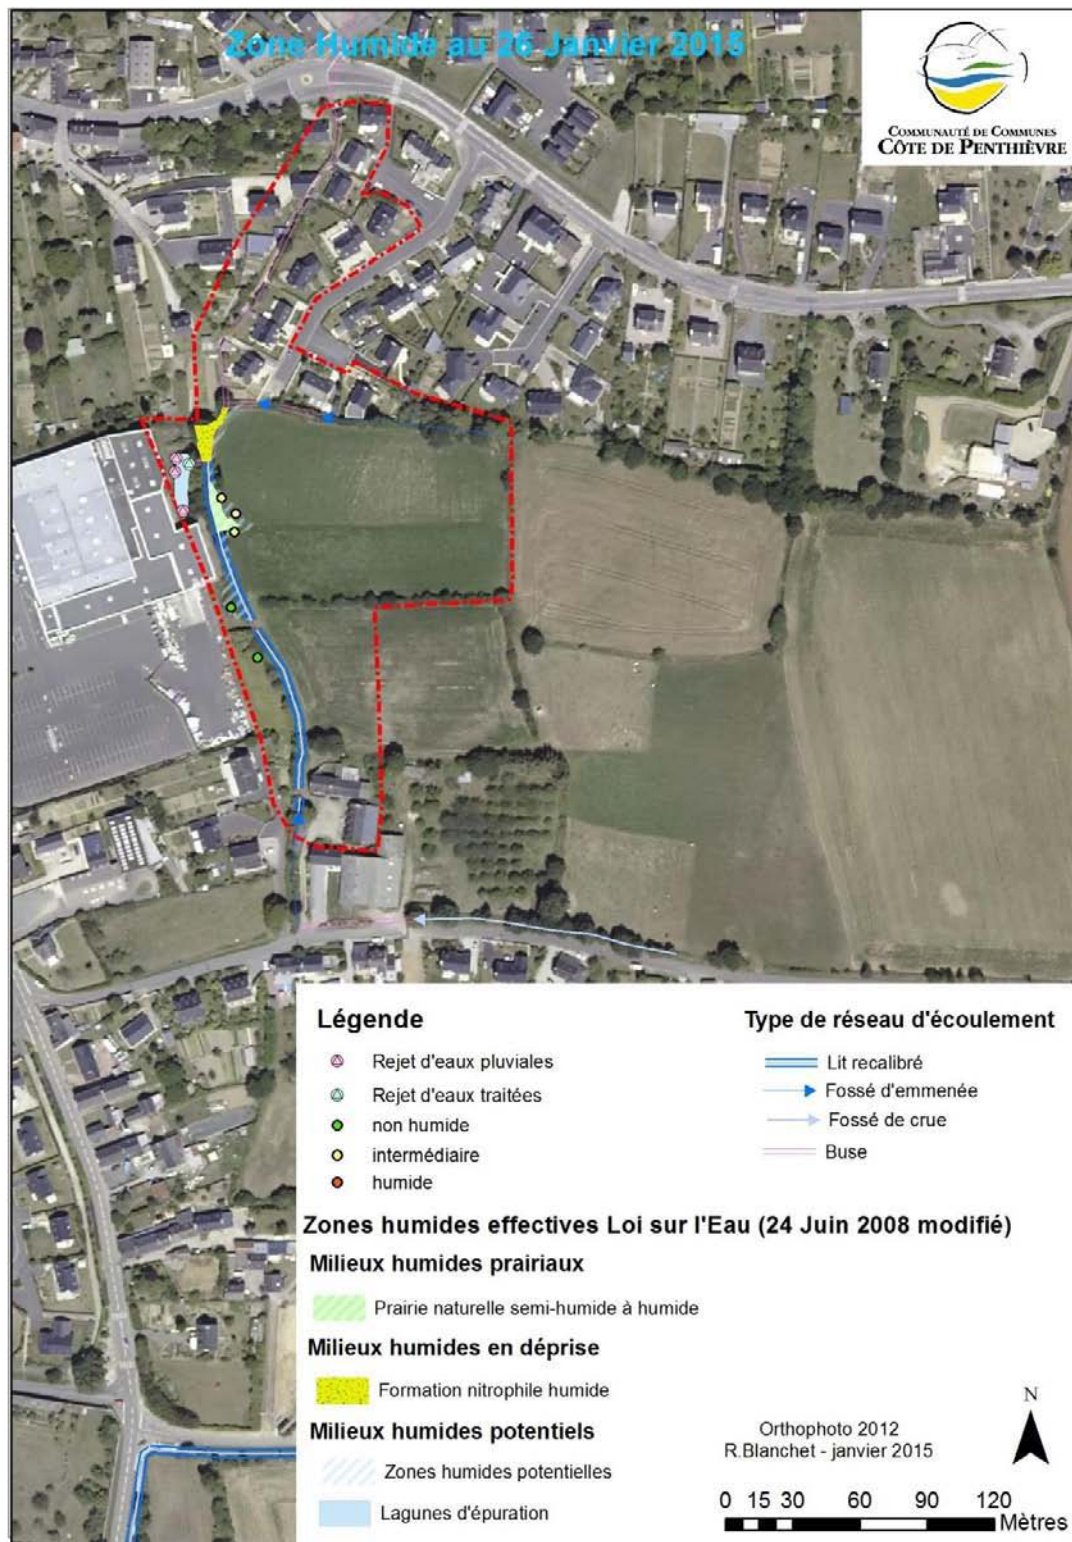 Zone Humide au 26 Janvier 2015
COMMUNAUTÉ DE COMMUNES
CÔTE DE PENTHIÈVRE
Légende
Rejet d'eaux pluviales
Rejet d'eaux traitées
non humide
intermédiaire
humide
Type de réseau d'écoulement
Lit recalibré
Fossé d'emmenée
Fossé de crue
Buse
Zones humides effectives Loi sur l'Eau (24 Juin 2008 modifié)
Milieux humides prairiaux
Prairie naturelle semi-humide à humide
Milieux humides en déprise
Formation nitrophile humide
Milieux humides potentiels
Zones humides potentielles
Lagunes d'épuration
N
Orthophoto 2012
R.Blanchet - janvier 2015
0 15 30 60 90 120
Mètres